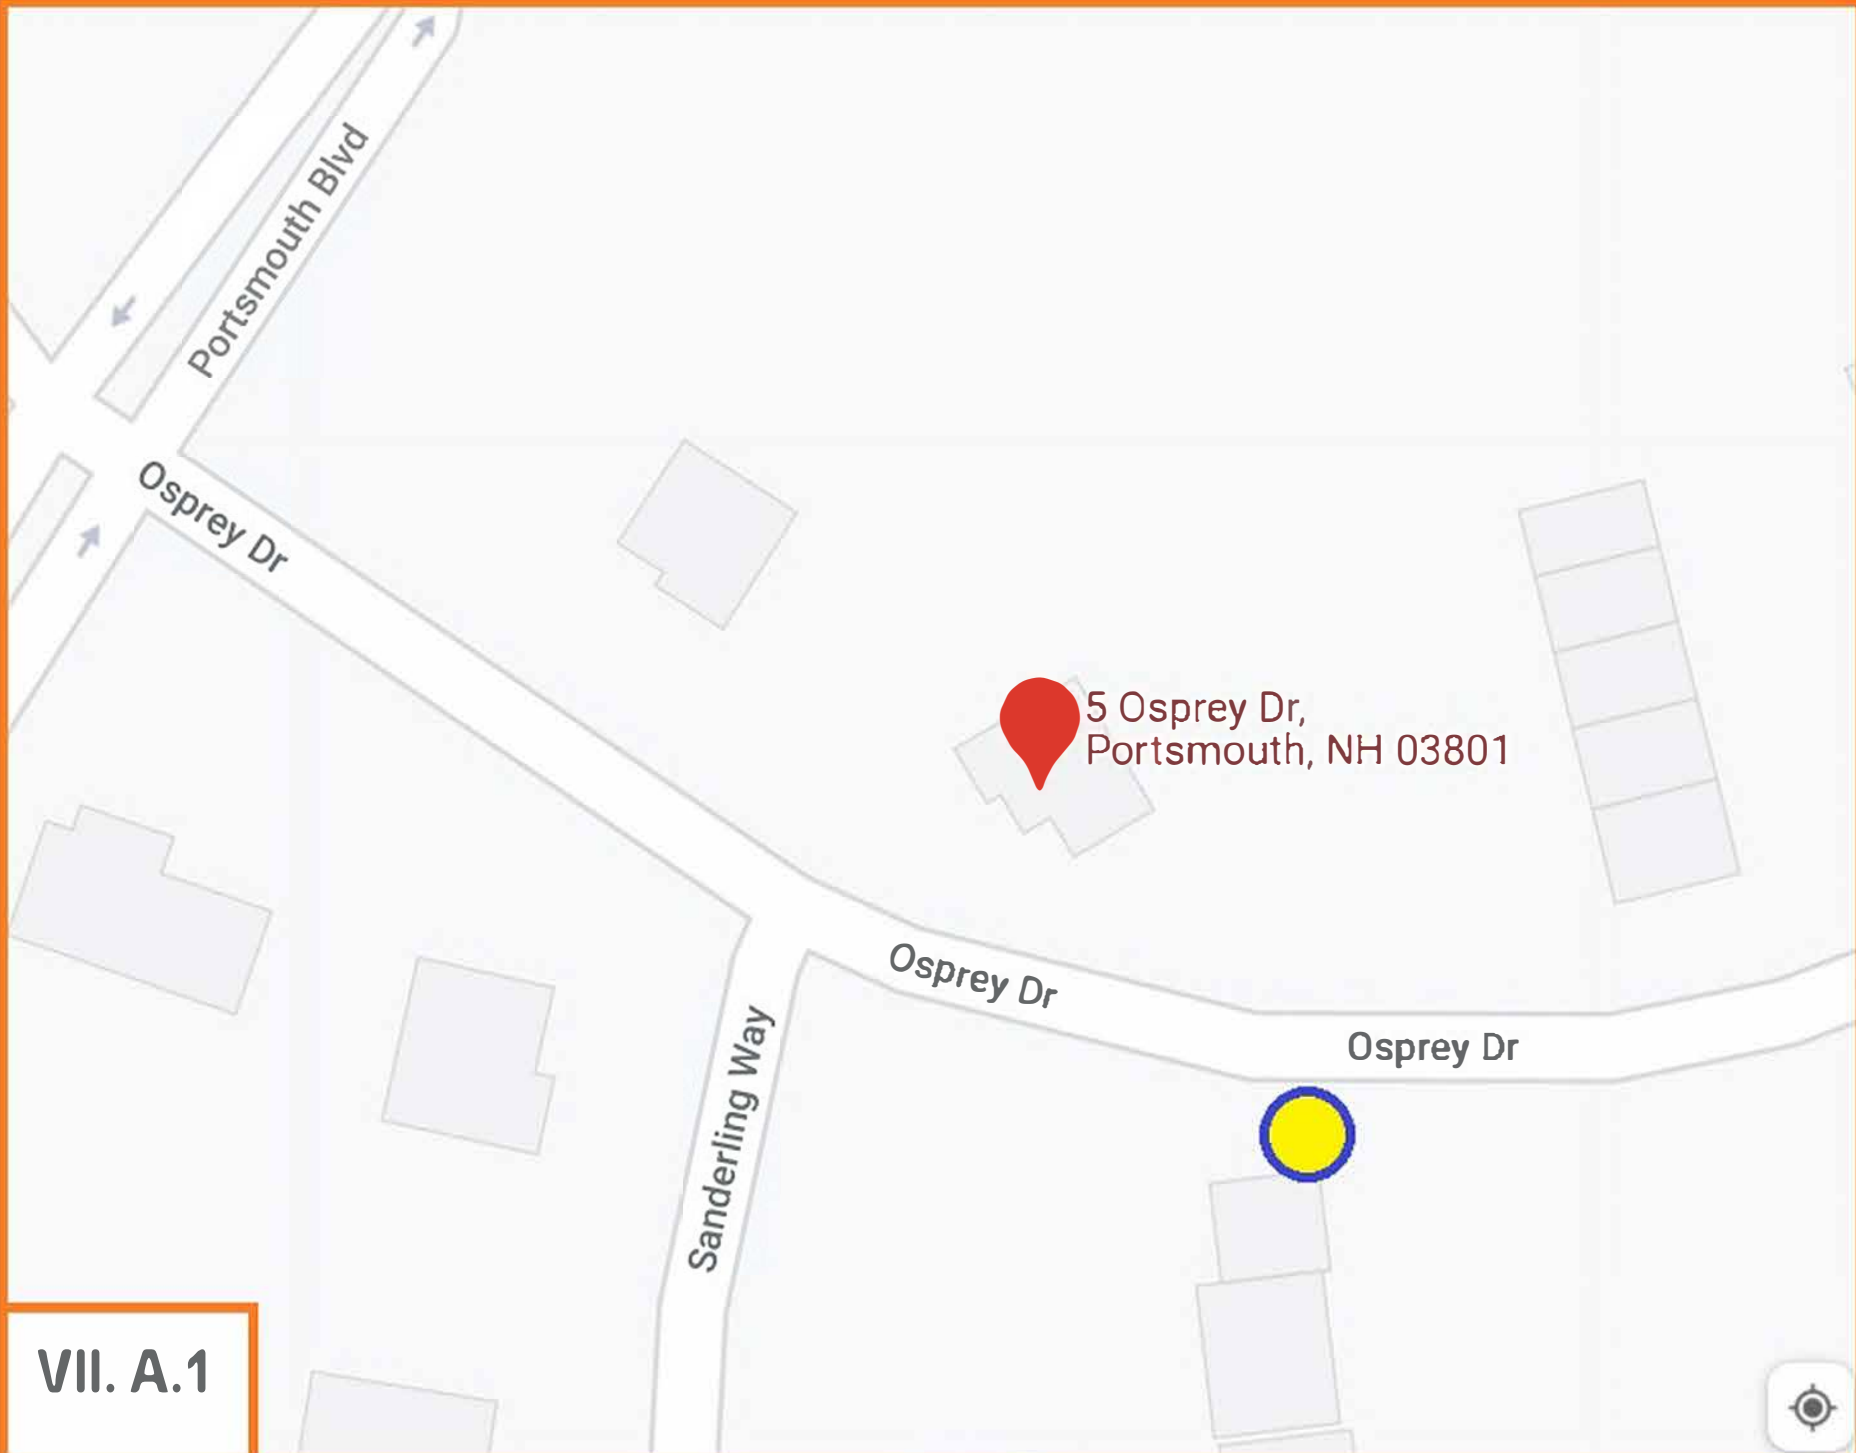 Portsmouth Blvd
Osprey Dr
5 Osprey Dr,
Portsmouth, NH 03801
Osprey Dr
Osprey Dr
Sanderling Way
VII. A.1